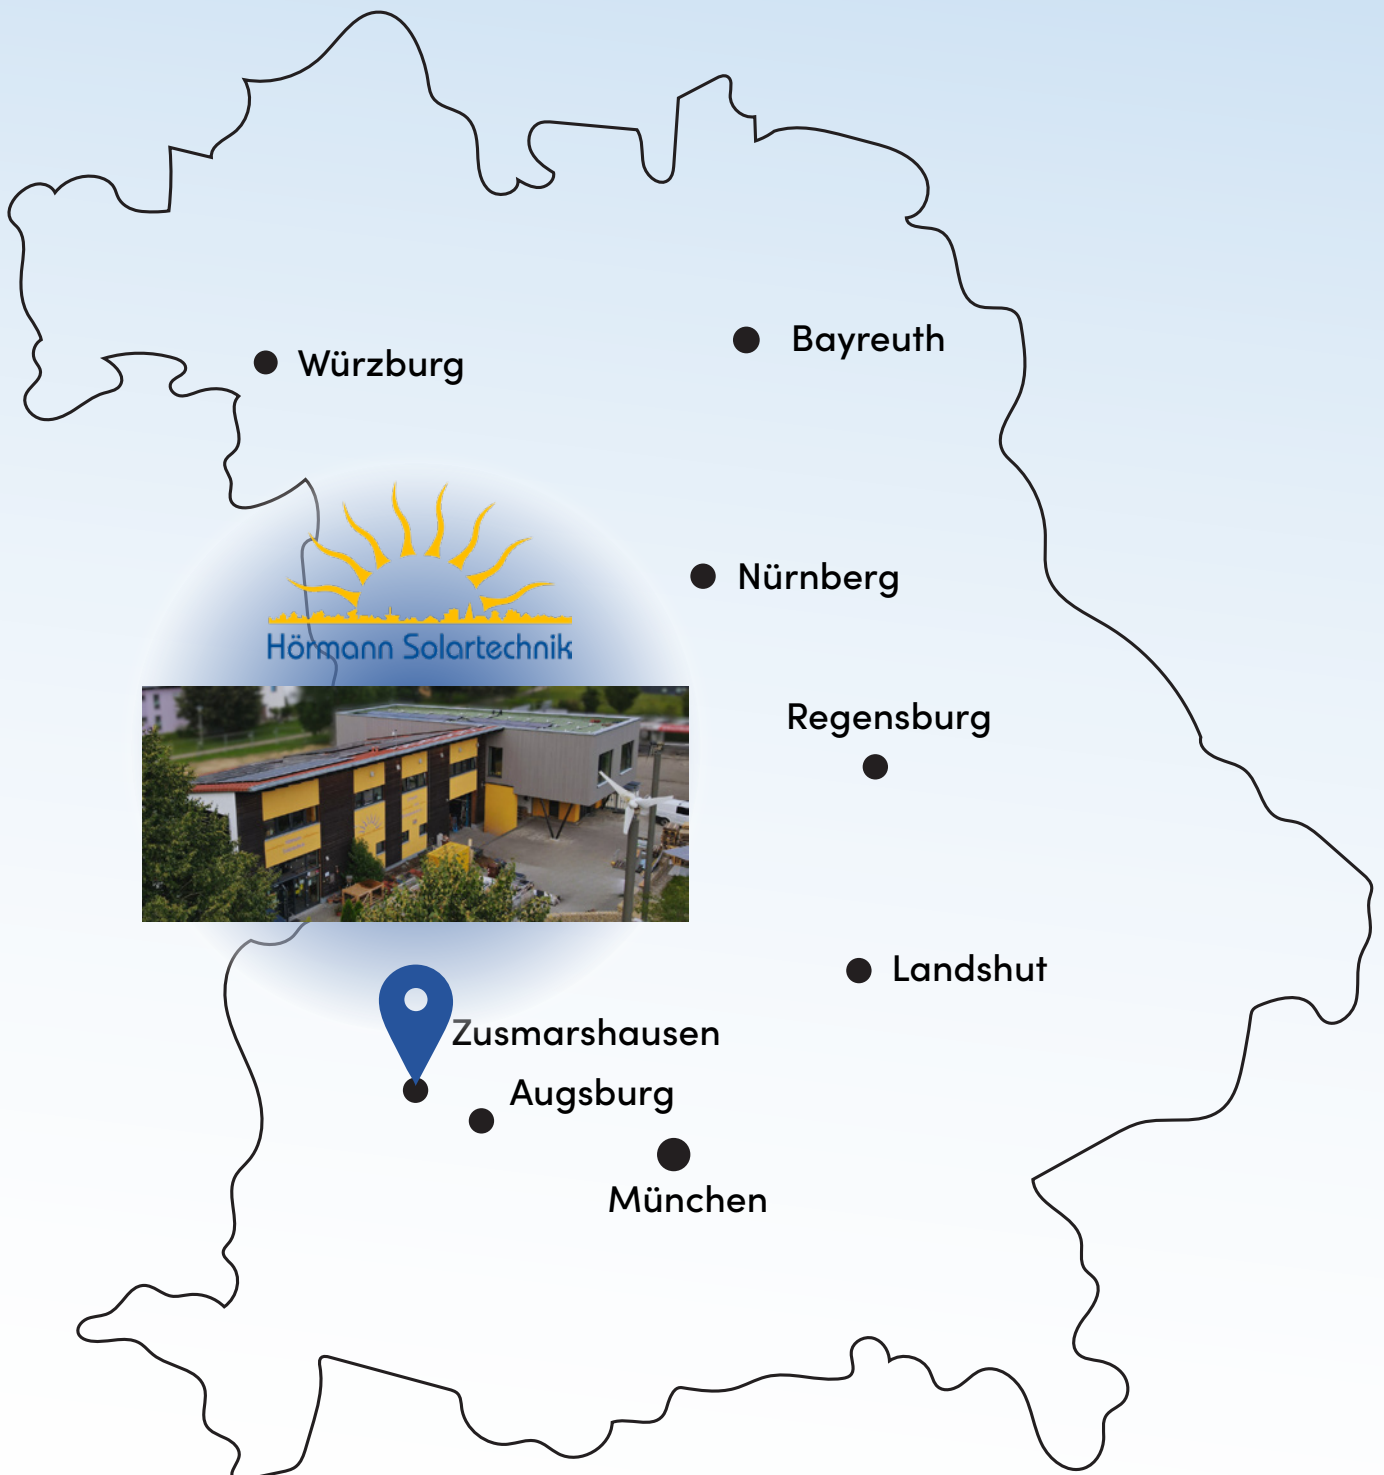 Bayreuth
Würzburg
Nürnberg
Hörmann Solartechnik
Regensburg
Landshut
Zusmarshausen
Augsburg
München